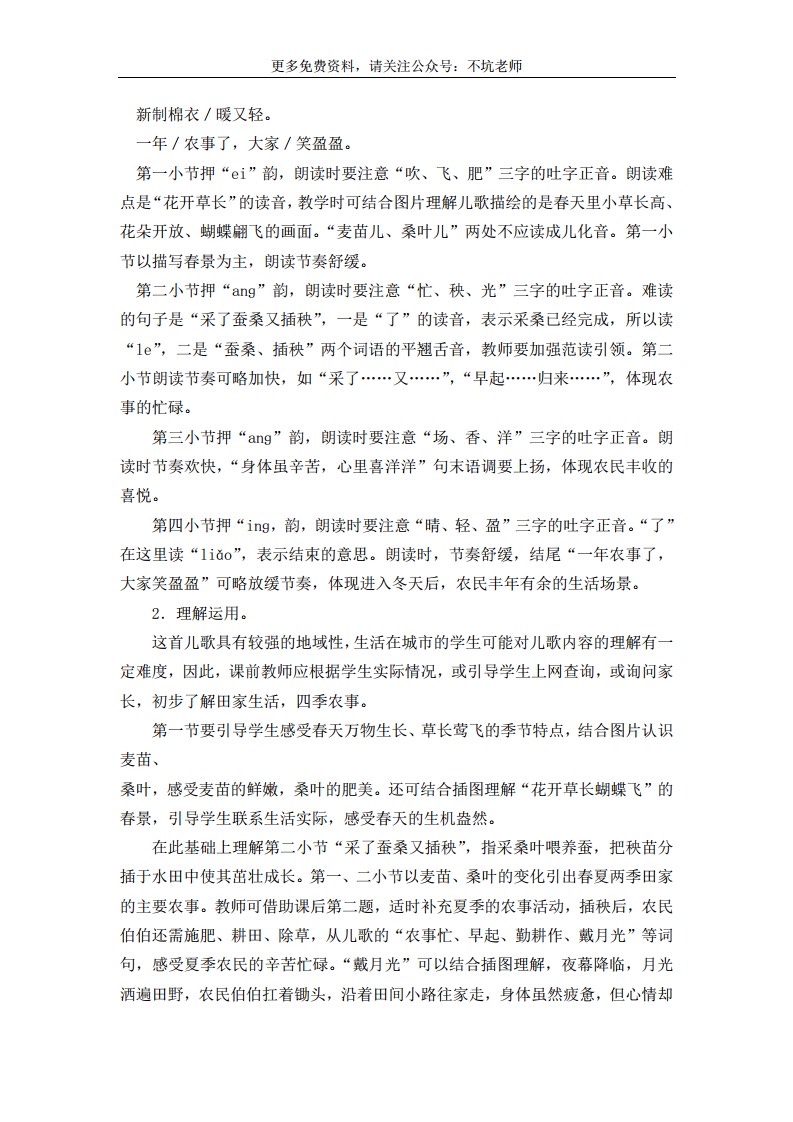 更多免费资料，请关注公众号：不坑老师
新制棉衣／暖又轻。
一年／农事了，大家／笑盈盈。
第一小节押“ei”韵，朗读时要注意“吹、飞、肥”三字的吐字正音。朗读难
点是“花开草长”的读音，教学时可结合图片理解儿歌描绘的是春天里小草长高、
花朵开放、蝴蝶翩飞的画面。“麦苗儿、桑叶儿”两处不应读成儿化音。第一小
节以描写春景为主，朗读节奏舒缓。
第二小节押“ang”韵，朗读时要注意“忙、秧、光”三字的吐字正音。难读
的句子是“采了蚕桑又插秧”，一是“了”的读音，表示采桑已经完成，所以读
“le”，二是“蚕桑、插秧”两个词语的平翘舌音，教师要加强范读引领。第二
小节朗读节奏可略加快，如“采了……又……”，“早起……归来……”，体现农
事的忙碌。
第三小节押“ang”韵，朗读时要注意“场、香、洋”三字的吐字正音。朗
读时节奏欢快，“身体虽辛苦，心里喜洋洋”句末语调要上扬，体现农民丰收的
喜悦。
第四小节押“ing，韵，朗读时要注意“晴、轻、盈”三字的吐字正音。“了”
在这里读“liǎo”，表示结束的意思。朗读时，节奏舒缓，结尾“一年农事了，
大家笑盈盈”可略放缓节奏，体现进入冬天后，农民丰年有余的生活场景。
2．理解运用。
这首儿歌具有较强的地域性，生活在城市的学生可能对儿歌内容的理解有一
定难度，因此，课前教师应根据学生实际情况，或引导学生上网查询，或询问家
长，初步了解田家生活，四季农事。
第一节要引导学生感受春天万物生长、草长莺飞的季节特点，结合图片认识
麦苗、
桑叶，感受麦苗的鲜嫩，桑叶的肥美。还可结合插图理解“花开草长蝴蝶飞”的
春景，引导学生联系生活实际，感受春天的生机盎然。
在此基础上理解第二小节“采了蚕桑又插秧”，指采桑叶喂养蚕，把秧苗分
插于水田中使其茁壮成长。第一、二小节以麦苗、桑叶的变化引出春夏两季田家
的主要农事。教师可借助课后第二题，适时补充夏季的农事活动，插秧后，农民
伯伯还需施肥、耕田、除草，从儿歌的“农事忙、早起、勤耕作、戴月光”等词
句，感受夏季农民的辛苦忙碌。“戴月光”可以结合插图理解，夜幕降临，月光
洒遍田野，农民伯伯扛着锄头，沿着田间小路往家走，身体虽然疲惫，但心情却